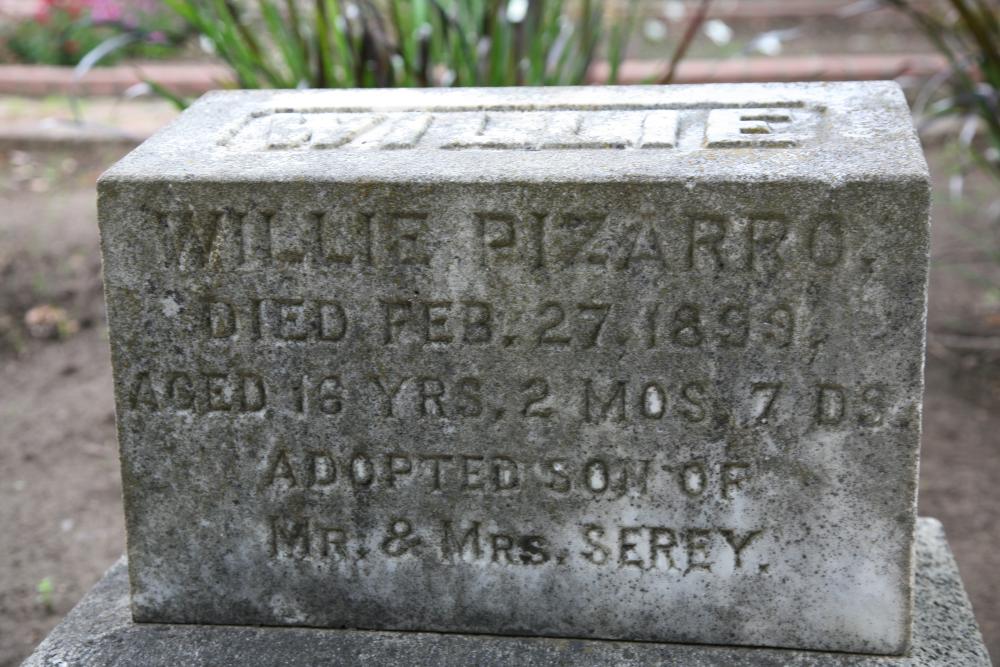 WILLIE
WILLIE PIZARRO.
DIED FEB. 27, 1899,
AGED 16 YRS, 2 MOS, 7 DS.
ADOPTED SON OF
MR. & MRS. SEREY.